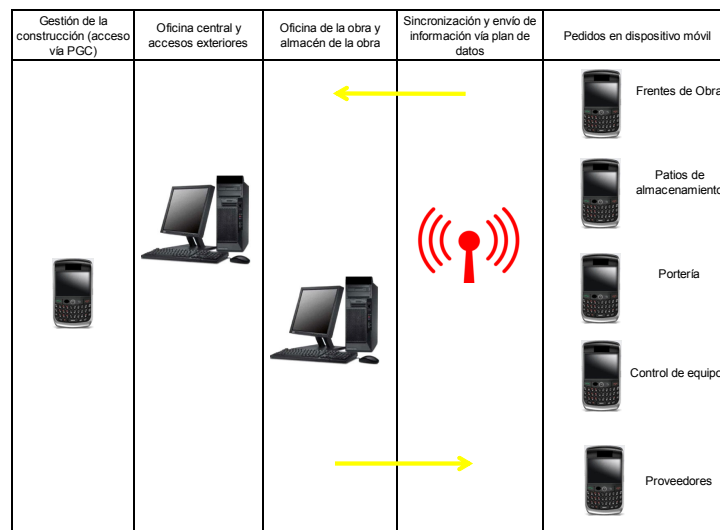 Gestión de la
construcción (acceso
vía PGC)
Oficina central y
accesos exteriores
Oficina de la obra y
almacén de la obra
Sincronización y envío de
información vía plan de
datos
Pedidos en dispositivo móvil
Frentes de Obra
Patios de
almacenamiento
Portería
Control de equipo
Proveedores